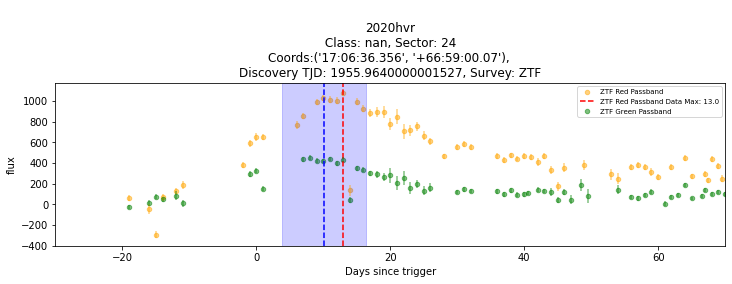 2020hvr
Class: nan, Sector: 24
Coords:('17:06:36.356', '+66:59:00.07'),
Discovery TJD: 1955.9640000001527, Survey: ZTF
ZTF Red Passband
ZTF Red Passband Data Max: 13.0
ZTF Green Passband
flux
1000
800
600
400
200
0
−200
−400
−20
0
20
40
60
Days since trigger